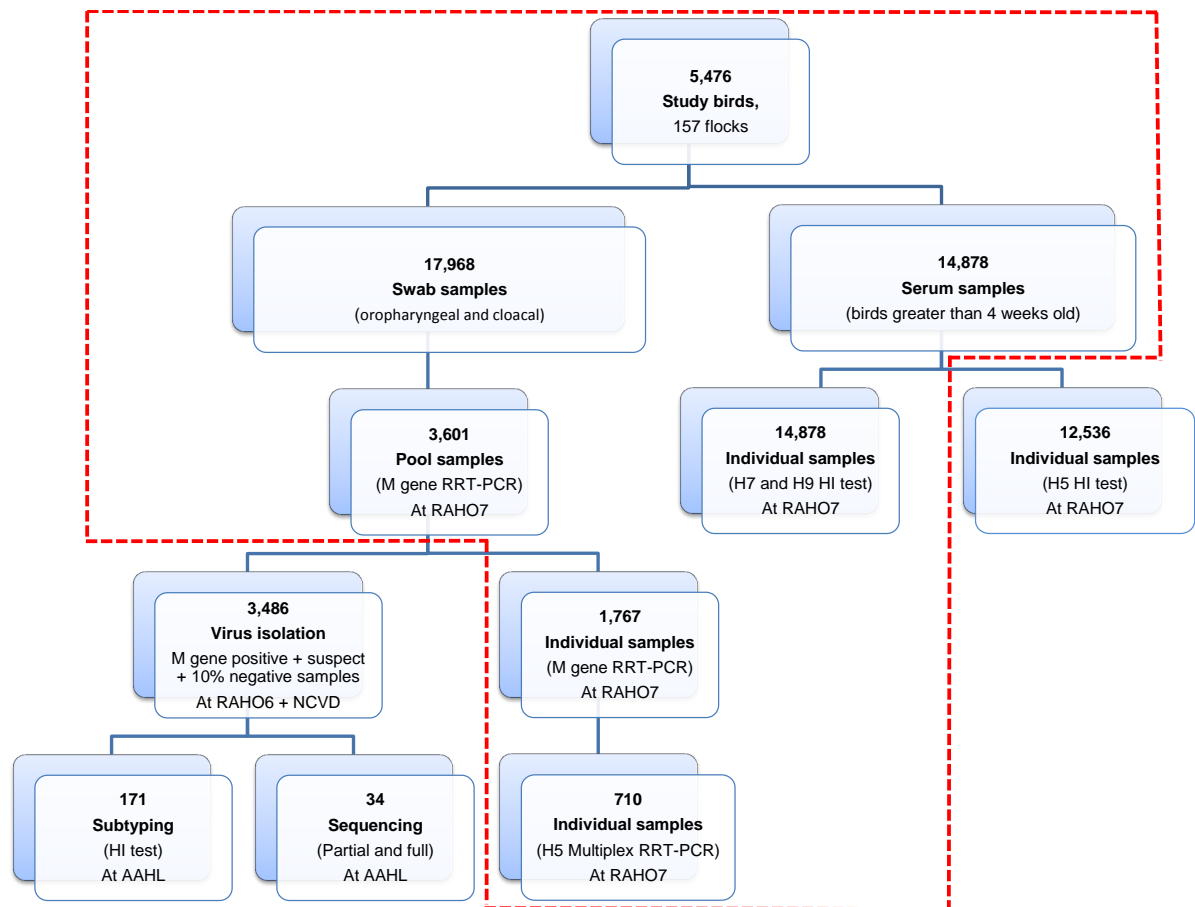 5,476
Study birds,
157 flocks
17,968
Swab samples
(oropharyngeal and cloacal)
14,878
Serum samples
(birds greater than 4 weeks old)
3,601
Pool samples
(M gene RRT-PCR)
At RAHO7
14,878
Individual samples
(H7 and H9 HI test)
At RAHO7
12,536
Individual samples
(H5 HI test)
At RAHO7
3,486
Virus isolation
M gene positive + suspect
+ 10% negative samples
At RAHO6 + NCVD
1,767
Individual samples
(M gene RRT-PCR)
At RAHO7
171
Subtyping
(HI test)
At AAHL
34
Sequencing
(Partial and full)
At AAHL
710
Individual samples
(H5 Multiplex RRT-PCR)
At RAHO7